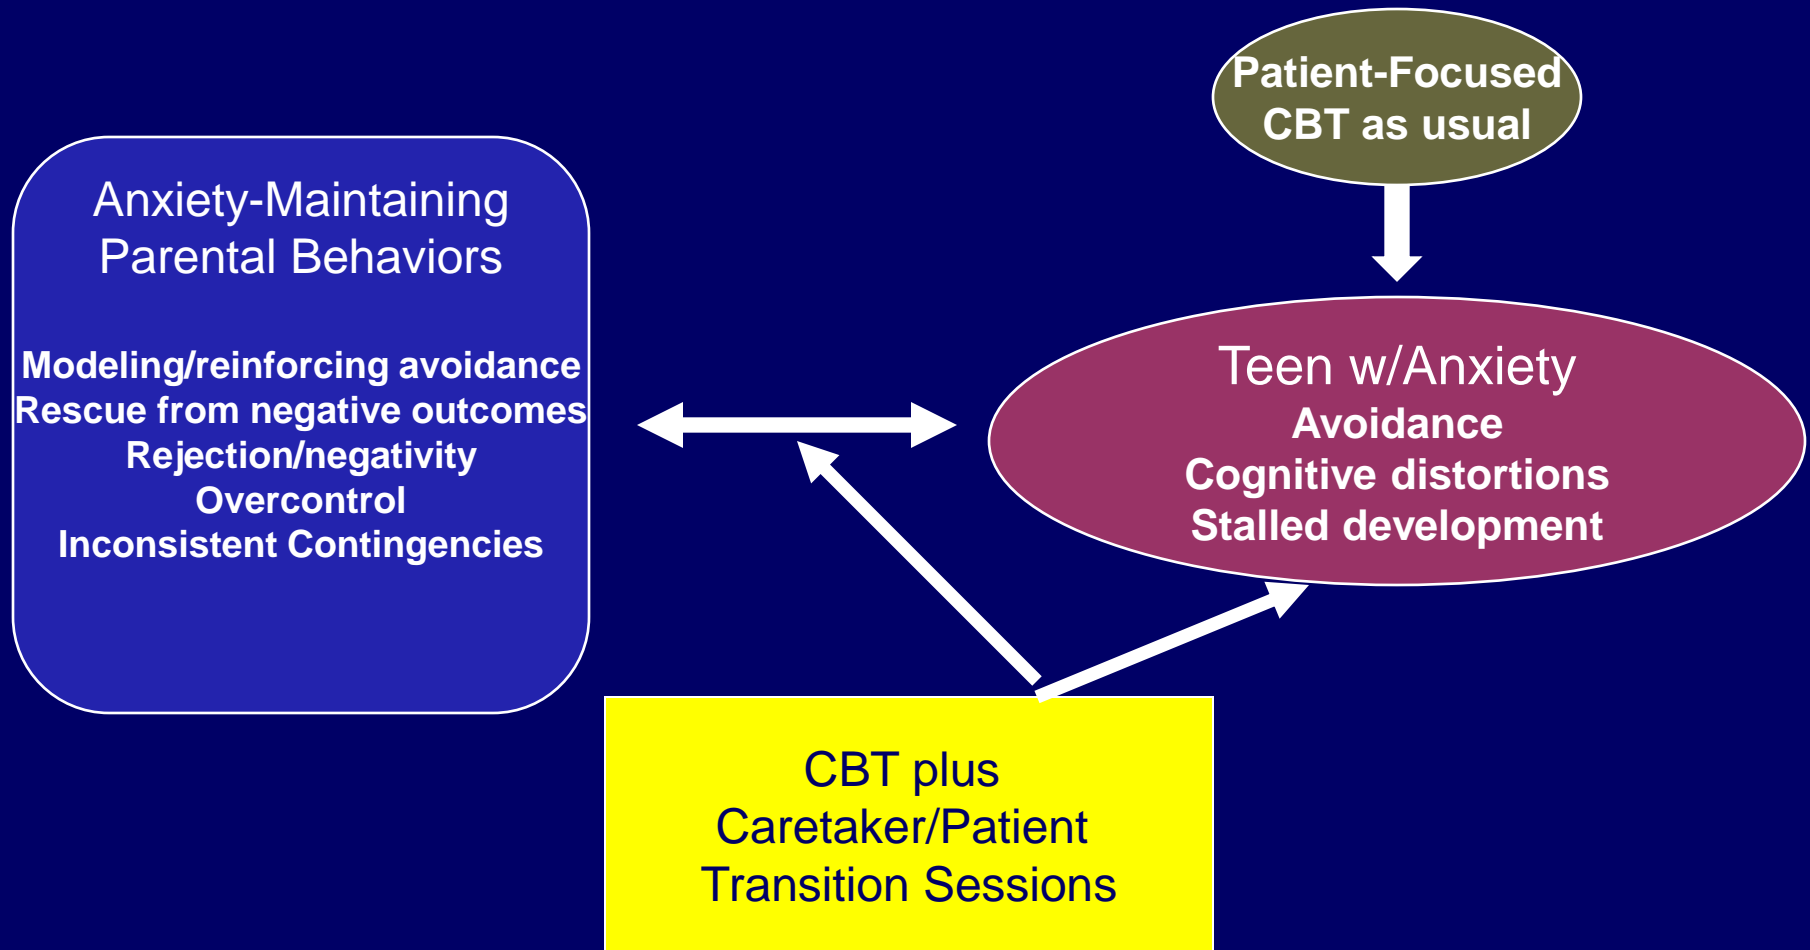 Patient-Focused
CBT as usual
Anxiety-Maintaining
Parental Behaviors
Modeling/reinforcing avoidance
Rescue from negative outcomes
Rejection/negativity
Overcontrol
Inconsistent Contingencies
Teen w/Anxiety
Avoidance
Cognitive distortions
Stalled development
CBT plus
Caretaker/Patient
Transition Sessions